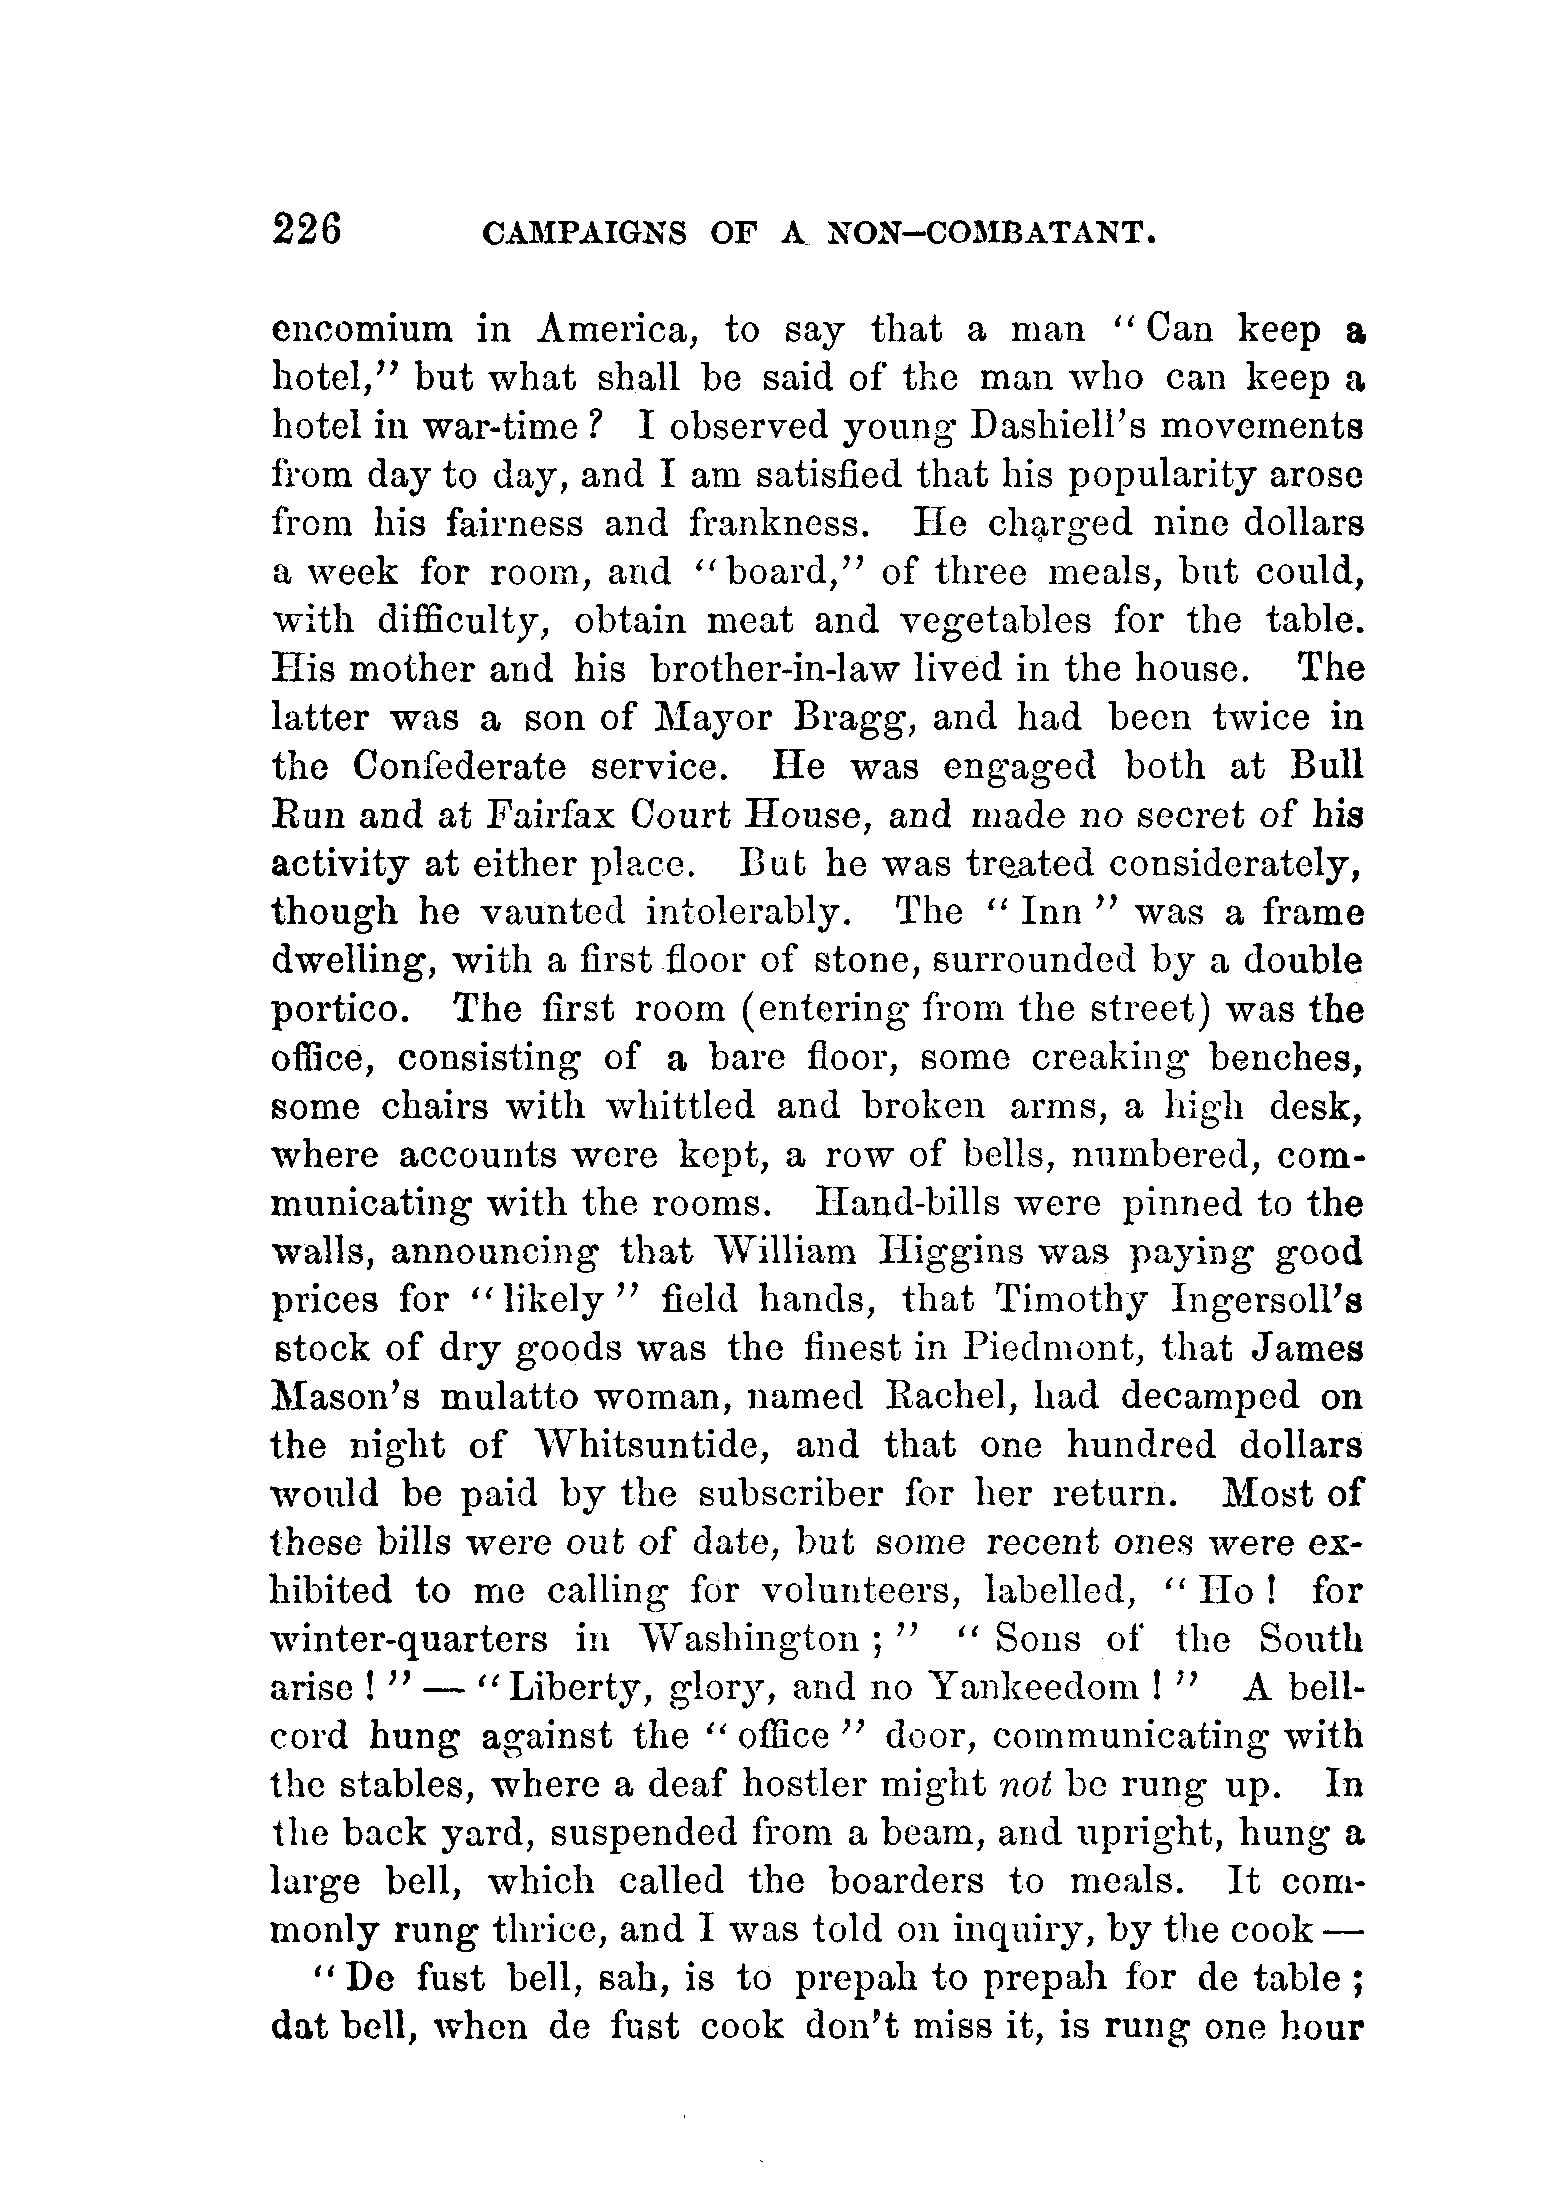 226 CAMPAIGNS OF A NON-COMBATANT.
encomium in America, to say that a man "Can keep a
hotel," but what shall be said of the man who can keep a
hotel in war-time? I observed young Dashiell's movements
from day to day, and I am satisfied that his popularity arose
from his fairness and frankness. He charged nine dollars
a week for room, and "board," of three meals, but could,
with difficulty, obtain meat and vegetables for the table.
His mother and his brother-in-law lived in the house. The
latter was a son of Mayor Bragg, and had been twice in
the Confederate service. He was engaged both at Bull
Run and at Fairfax Court House, and made no secret of his
activity at either place. But he was treated considerately,
though he vaunted intolerably. The "Inn" was a frame
dwelling, with a first floor of stone, surrounded by a double
portico. The first room (entering from the street) was the
office, consisting of a bare floor, some creaking benches,
some chairs with whittled and broken arms, a high desk,
where accounts were kept, a row of bells, numbered, com-
municating with the rooms. Hand-bills were pinned to the
walls, announcing that William Higgins was paying good
prices for "likely" field hands, that Timothy Ingersoll's
stock of dry goods was the finest in Piedmont, that James
Mason's mulatto woman, named Rachel, had decamped on
the night of Whitsuntide, and that one hundred dollars
would be paid by the subscriber for her return. Most of
these bills were out of date, but some recent ones were ex-
hibited to me calling for volunteers, labelled, "Ho! for
winter-quarters in Washington;" "Sons of the South
arise!" — "Liberty, glory, and no Yankeedom!" A bell-
cord hung against the "office" door, communicating with
the stables, where a deaf hostler might not be rung up. In
the back yard, suspended from a beam, and upright, hung a
large bell, which called the boarders to meals. It com-
monly rung thrice, and I was told on inquiry, by the cook —
"De fust bell, sah, is to prepah to prepah for de table;
dat bell, when de fust cook don't miss it, is rung one hour